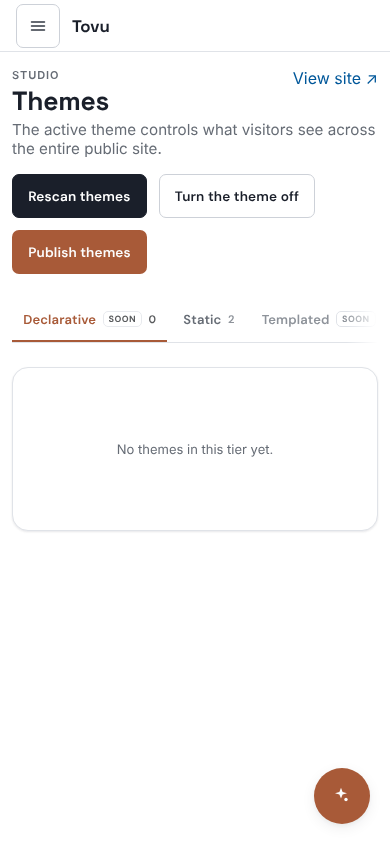 Tovu
STUDIO
View site ↗
Themes
The active theme controls what visitors see across
the entire public site.
Rescan themes
Turn the theme off
Publish themes
Declarative SOON 0 Static 2 Templated SOON
No themes in this tier yet.